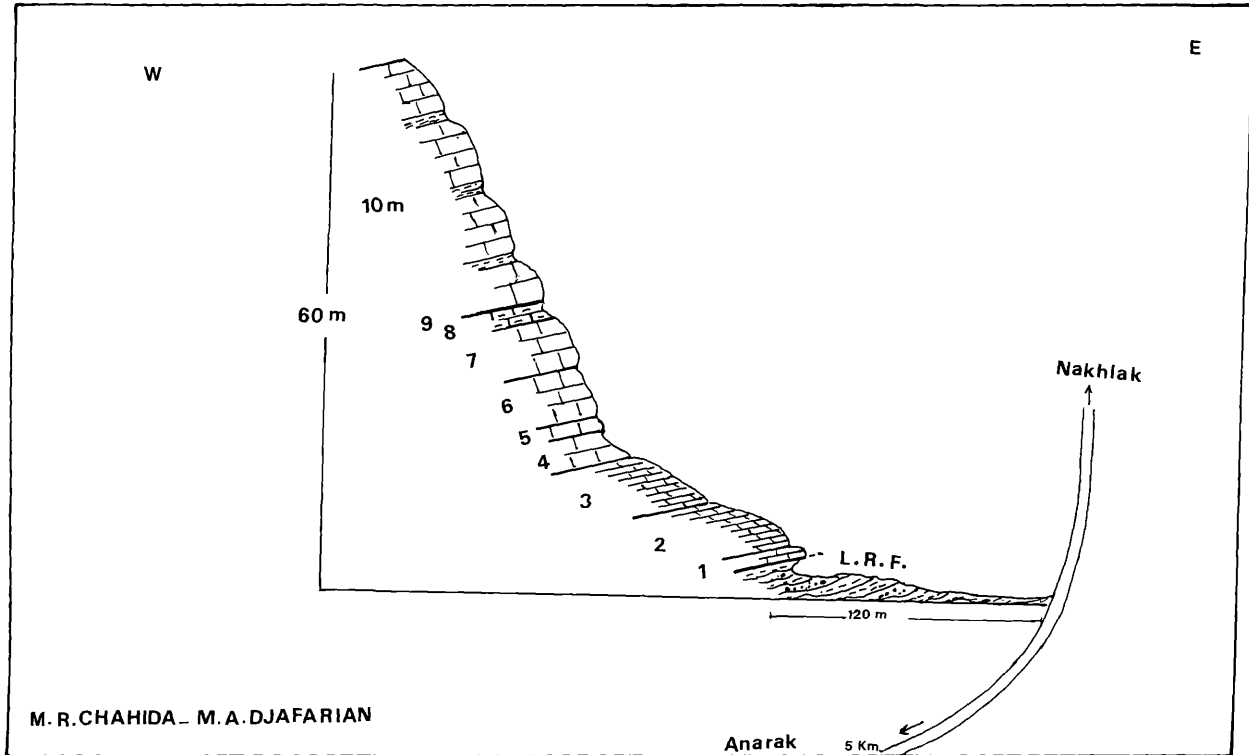 W
E
10 m
60 m
9
8
7
Nakhlak
6
5
4
3
2
L.R.F.
1
120 m
M.R.CHAHIDA_ M.A.DJAFARIAN
Anarak 5 Km.